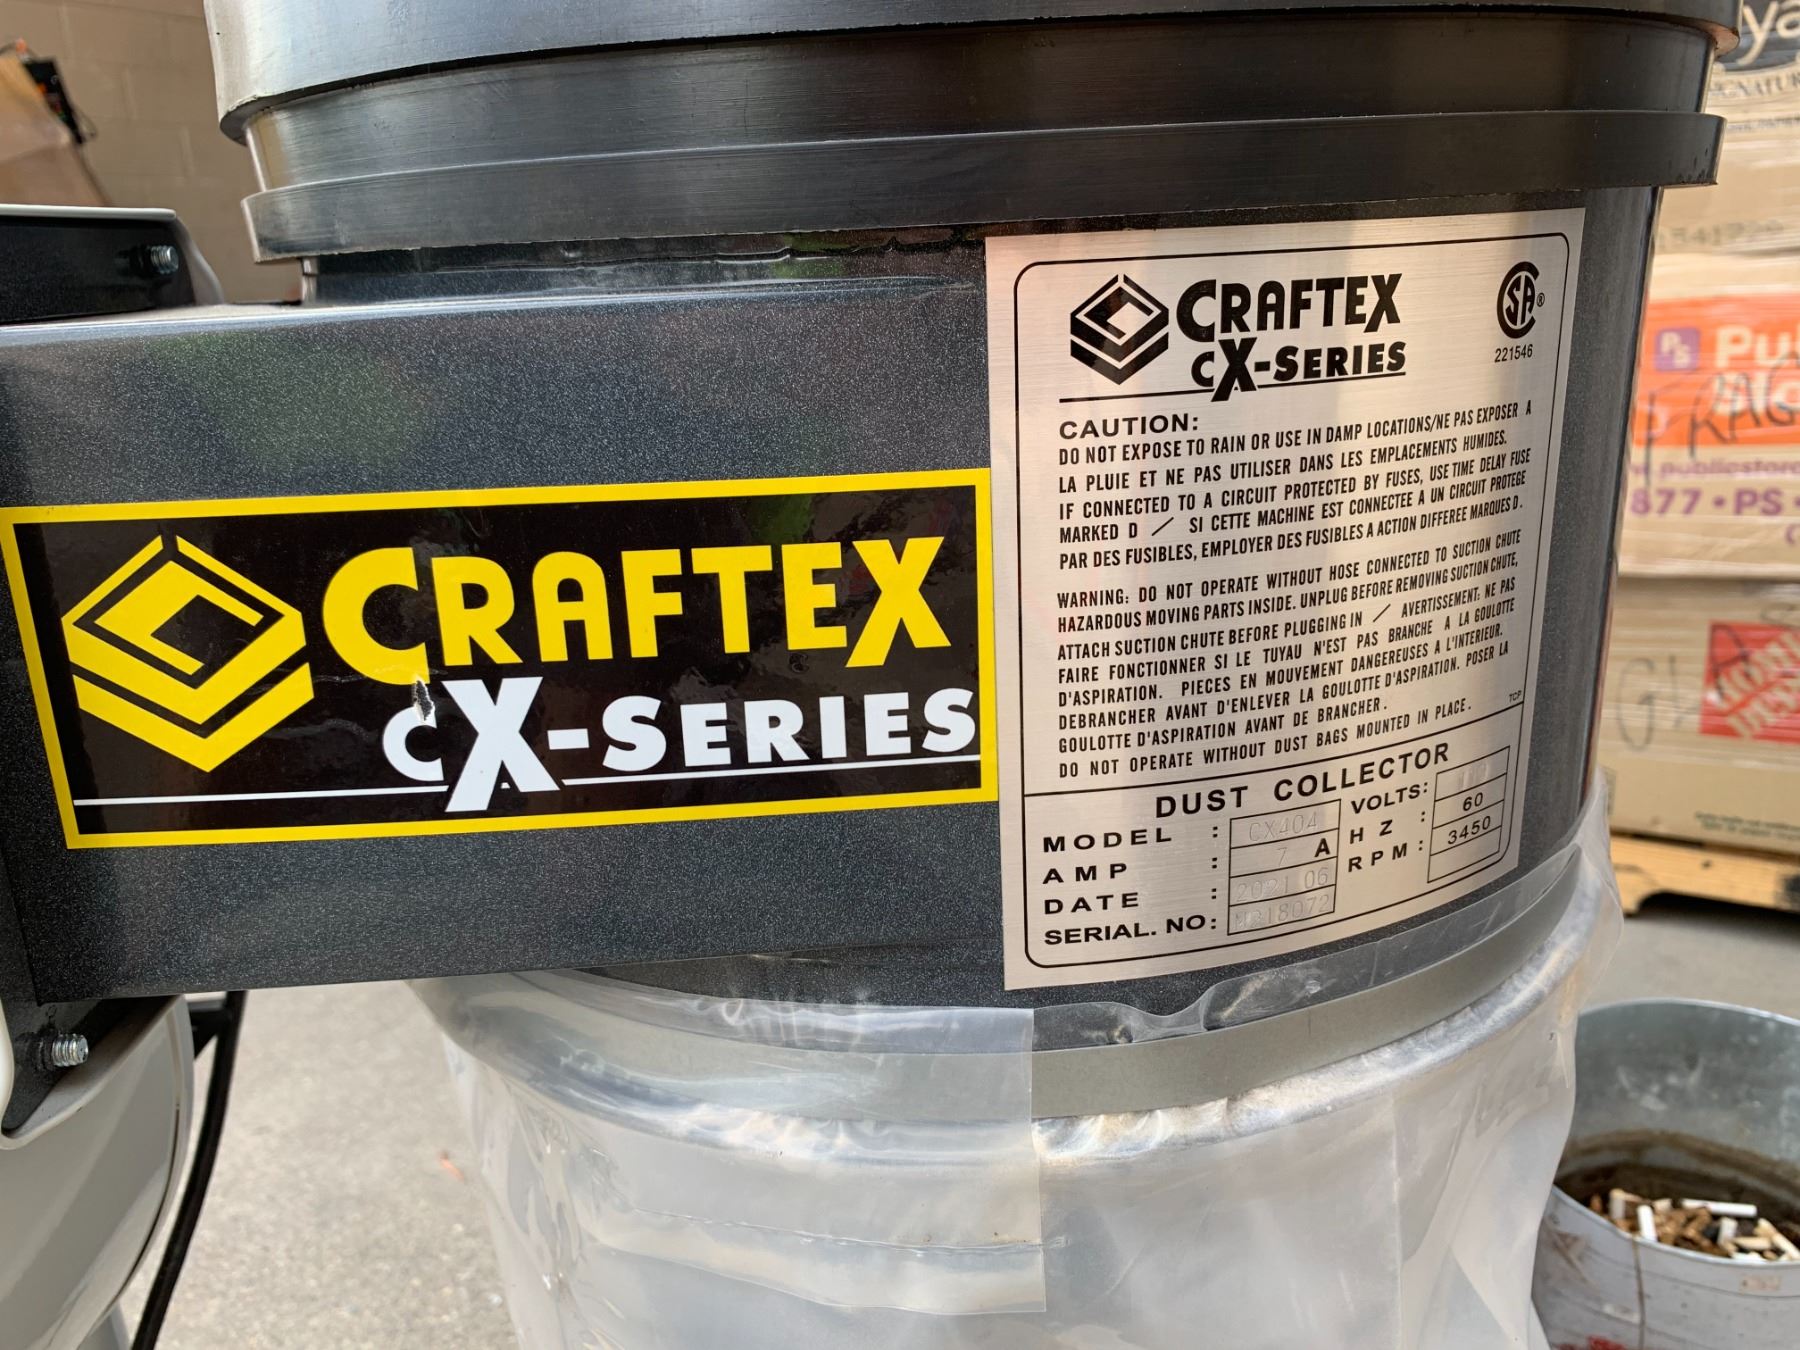 CRAFTEX
CX-SERIES
CRAFTEX
CX-SERIES
SA®
221546
CAUTION:
DO NOT EXPOSE TO RAIN OR USE IN DAMP LOCATIONS/NE PAS EXPOSER A
LA PLUIE ET NE PAS UTILISER DANS LES EMPLACEMENTS HUMIDES.
IF CONNECTED TO A CIRCUIT PROTECTED BY FUSES, USE TIME DELAY FUSE
MARKED D / SI CETTE MACHINE EST CONNECTEE A UN CIRCUIT PROTEGE
PAR DES FUSIBLES, EMPLOYER DES FUSIBLES A ACTION DIFFEREE MARQUES D.
WARNING: DO NOT OPERATE WITHOUT HOSE CONNECTED TO SUCTION CHUTE
HAZARDOUS MOVING PARTS INSIDE. UNPLUG BEFORE REMOVING SUCTION CHUTE,
ATTACH SUCTION CHUTE BEFORE PLUGGING IN / AVERTISSEMENT: NE PAS
FAIRE FONCTIONNER SI LE TUYAU N'EST PAS BRANCHE A LA GOULOTTE
D'ASPIRATION. PIECES EN MOUVEMENT DANGEREUSES A L'INTERIEUR.
DEBRANCHER AVANT D'ENLEVER LA GOULOTTE D'ASPIRATION. POSER LA
GOULOTTE D'ASPIRATION AVANT DE BRANCHER.
DO NOT OPERATE WITHOUT DUST BAGS MOUNTED IN PLACE.
TCP
DUST COLLECTOR
MODEL : CX404 VOLTS:
AMP : 7 A HZ : 60
DATE : 2021 06 RPM: 3450
SERIAL. NO: 18072
PS Pu
877 • PS •